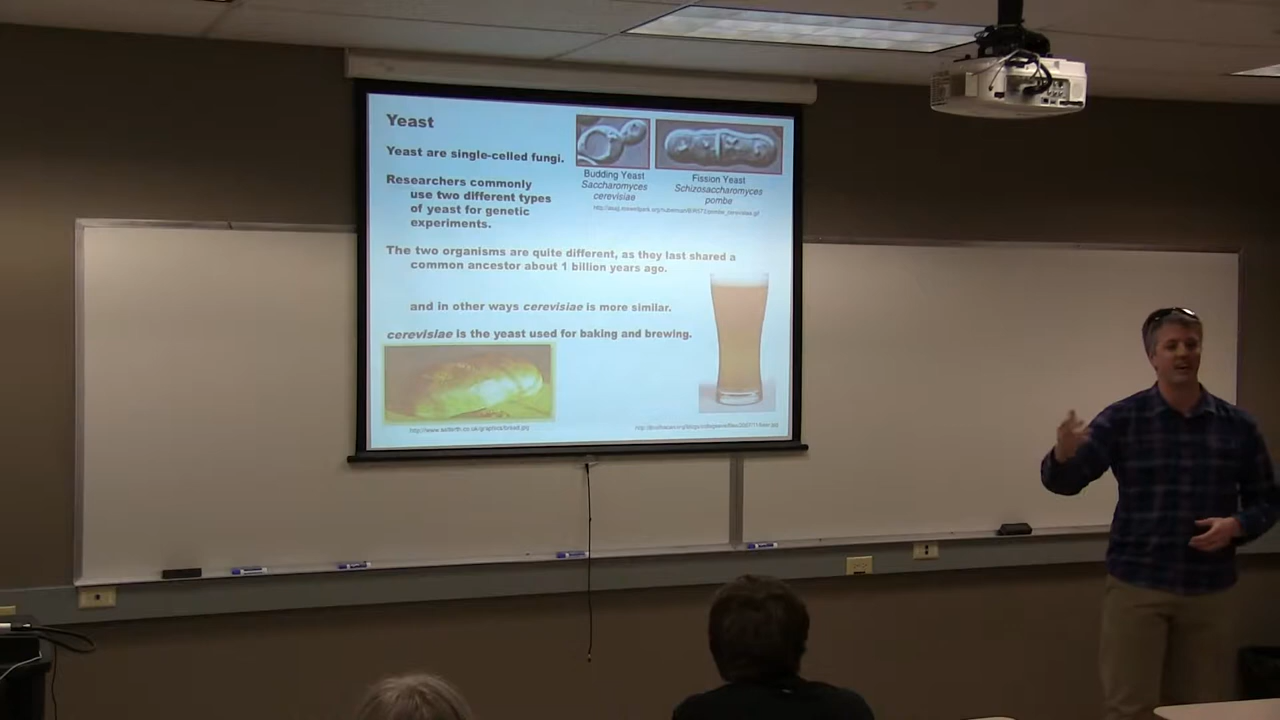 Yeast
Yeast are single-celled fungi.
Budding Yeast
Saccharomyces
cerevisiae
Fission Yeast
Schizosaccharomyces
pombe
Researchers commonly
use two different types
of yeast for genetic
experiments.
The two organisms are quite different, as they last shared a
common ancestor about 1 billion years ago.
and in other ways cerevisiae is more similar.
cerevisiae is the yeast used for baking and brewing.